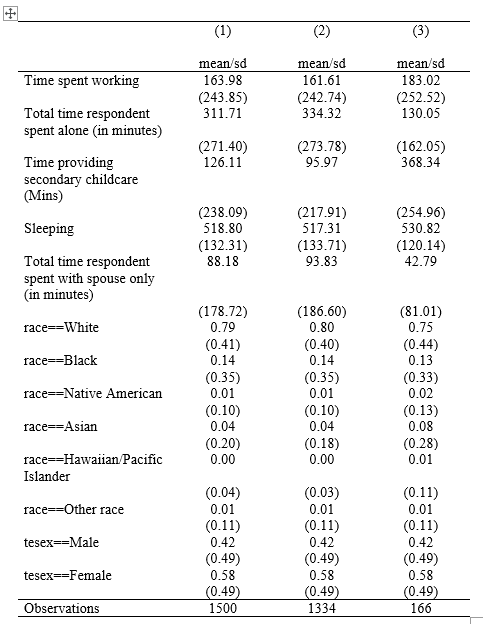 (1) (2) (3)
mean/sd mean/sd mean/sd
Time spent working 163.98 161.61 183.02
(243.85) (242.74) (252.52)
Total time respondent 311.71 334.32 130.05
spent alone (in minutes)
(271.40) (273.78) (162.05)
Time providing 126.11 95.97 368.34
secondary childcare
(Mins)
(238.09) (217.91) (254.96)
Sleeping 518.80 517.31 530.82
(132.31) (133.71) (120.14)
Total time respondent 88.18 93.83 42.79
spent with spouse only
(in minutes)
(178.72) (186.60) (81.01)
race==White 0.79 0.80 0.75
(0.41) (0.40) (0.44)
race==Black 0.14 0.14 0.13
(0.35) (0.35) (0.33)
race==Native American 0.01 0.01 0.02
(0.10) (0.10) (0.13)
race==Asian 0.04 0.04 0.08
(0.20) (0.18) (0.28)
race==Hawaiian/Pacific 0.00 0.00 0.01
Islander
(0.04) (0.03) (0.11)
race==Other race 0.01 0.01 0.01
(0.11) (0.11) (0.11)
tesex==Male 0.42 0.42 0.42
(0.49) (0.49) (0.49)
tesex==Female 0.58 0.58 0.58
(0.49) (0.49) (0.49)
Observations 1500 1334 166